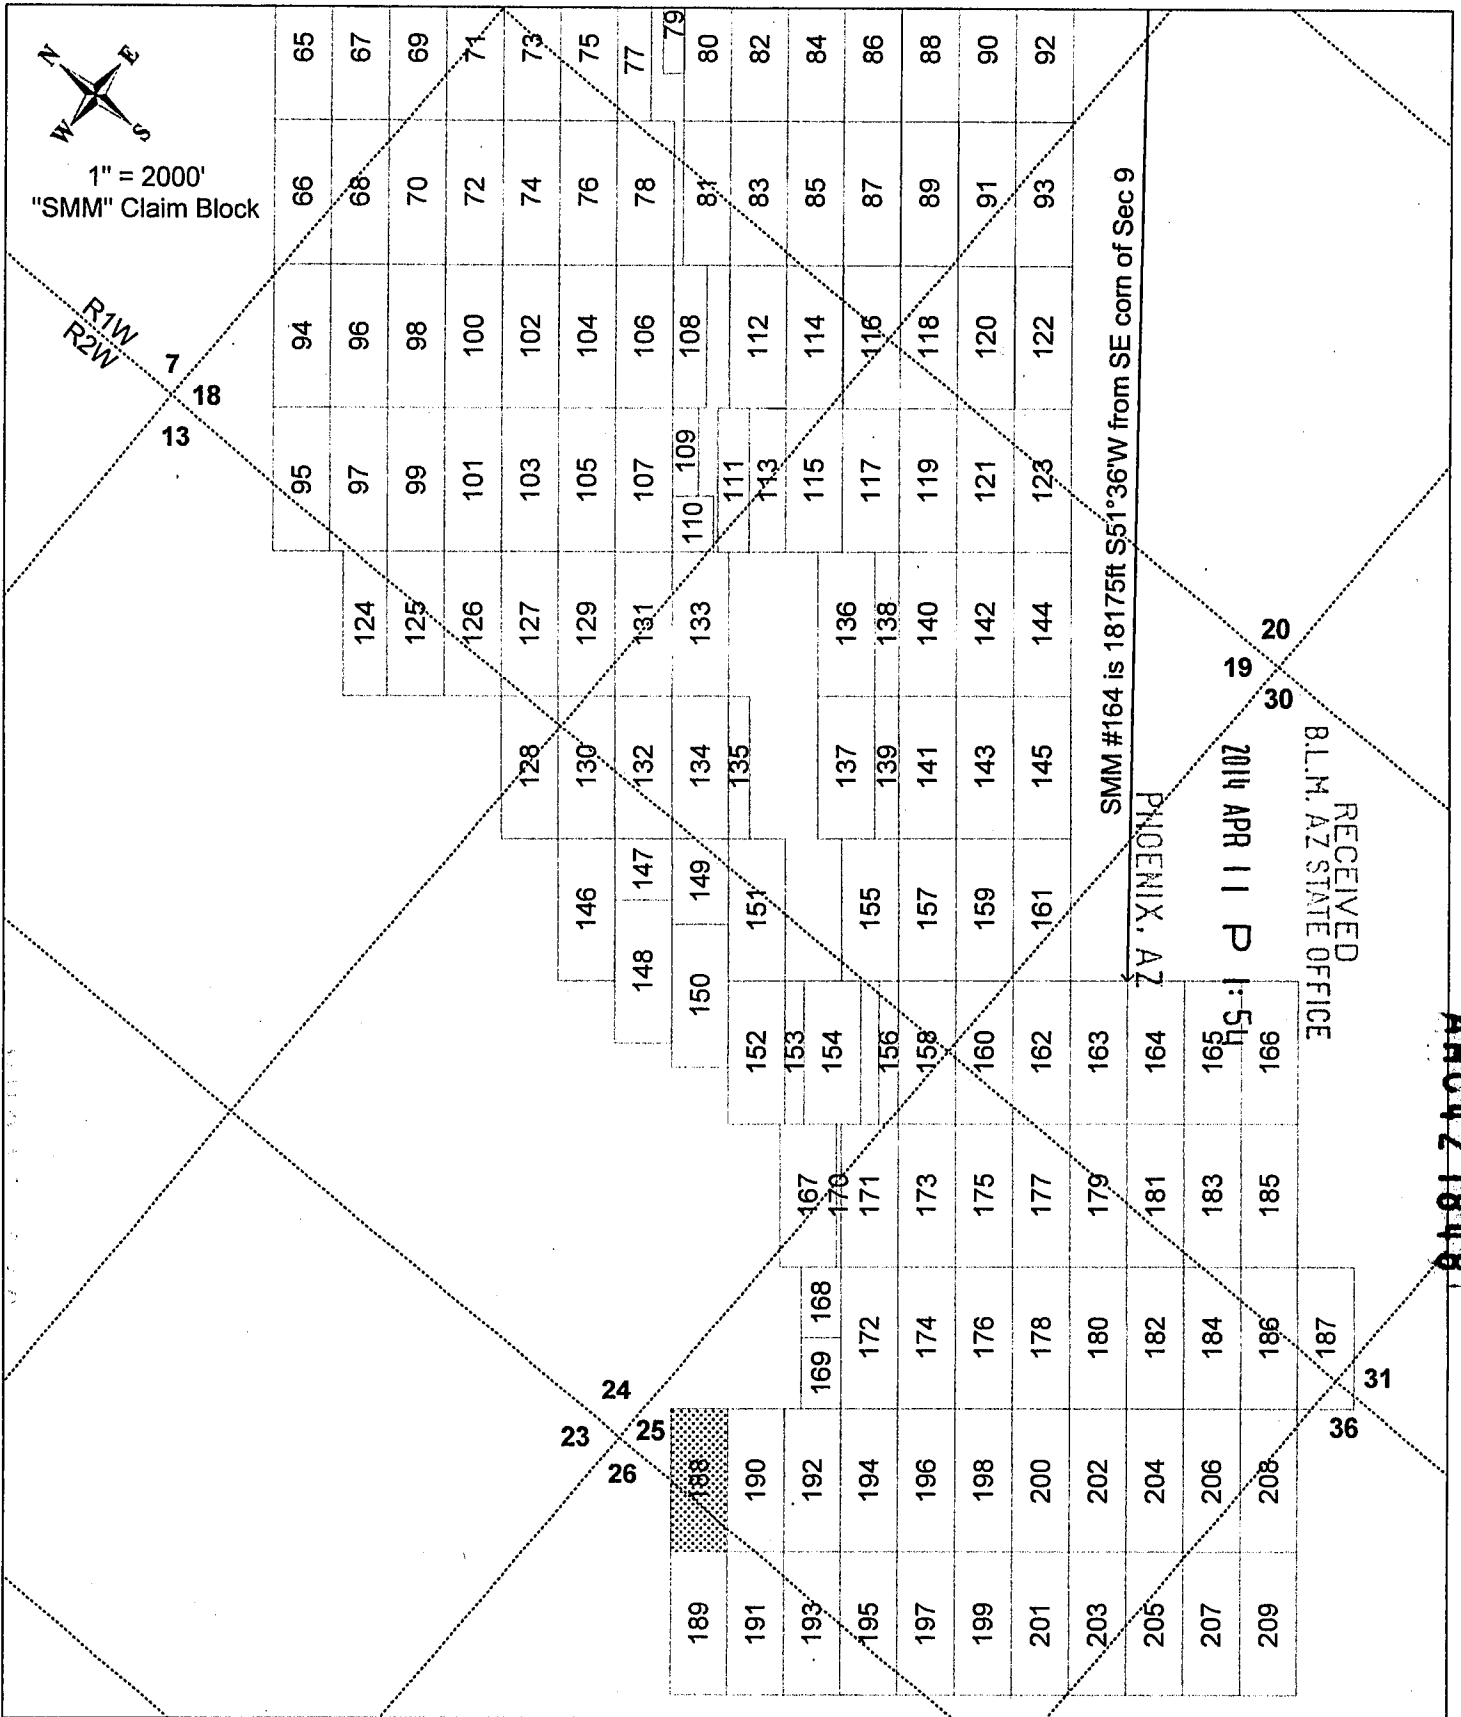 N E
W S
1" = 2000'
"SMM" Claim Block
65 67 69 71 73 75 77 79 80 82 84 86 88 90 92
66 68 70 72 74 76 78 81 83 85 87 89 91 93
R1W
R2W
7
18
13
94 96 98 100 102 104 106 108 112 114 116 118 120 122
95 97 99 101 103 105 107 109 110 111 113 115 117 119 121 123
124 125 126 127 129 131 133 136 138 140 142 144
128 130 132 134 135 137 139 141 143 145
146 147 148 149 150 151 155 157 159 161
152 153 154 156 158 160 162 163 164 165 166
167 170 171 173 175 177 179 181 183 185
168 169 172 174 176 178 180 182 184 186 187
188 190 192 194 196 198 200 202 204 206 208
189 191 193 195 197 199 201 203 205 207 209
SMM #164 is 18175ft S51°36'W from SE corn of Sec 9
20
19
30
RECEIVED
B.L.M. AZ STATE OFFICE
2014 APR 11 P 1:54
PHOENIX, AZ
24
23
25
26
31
36